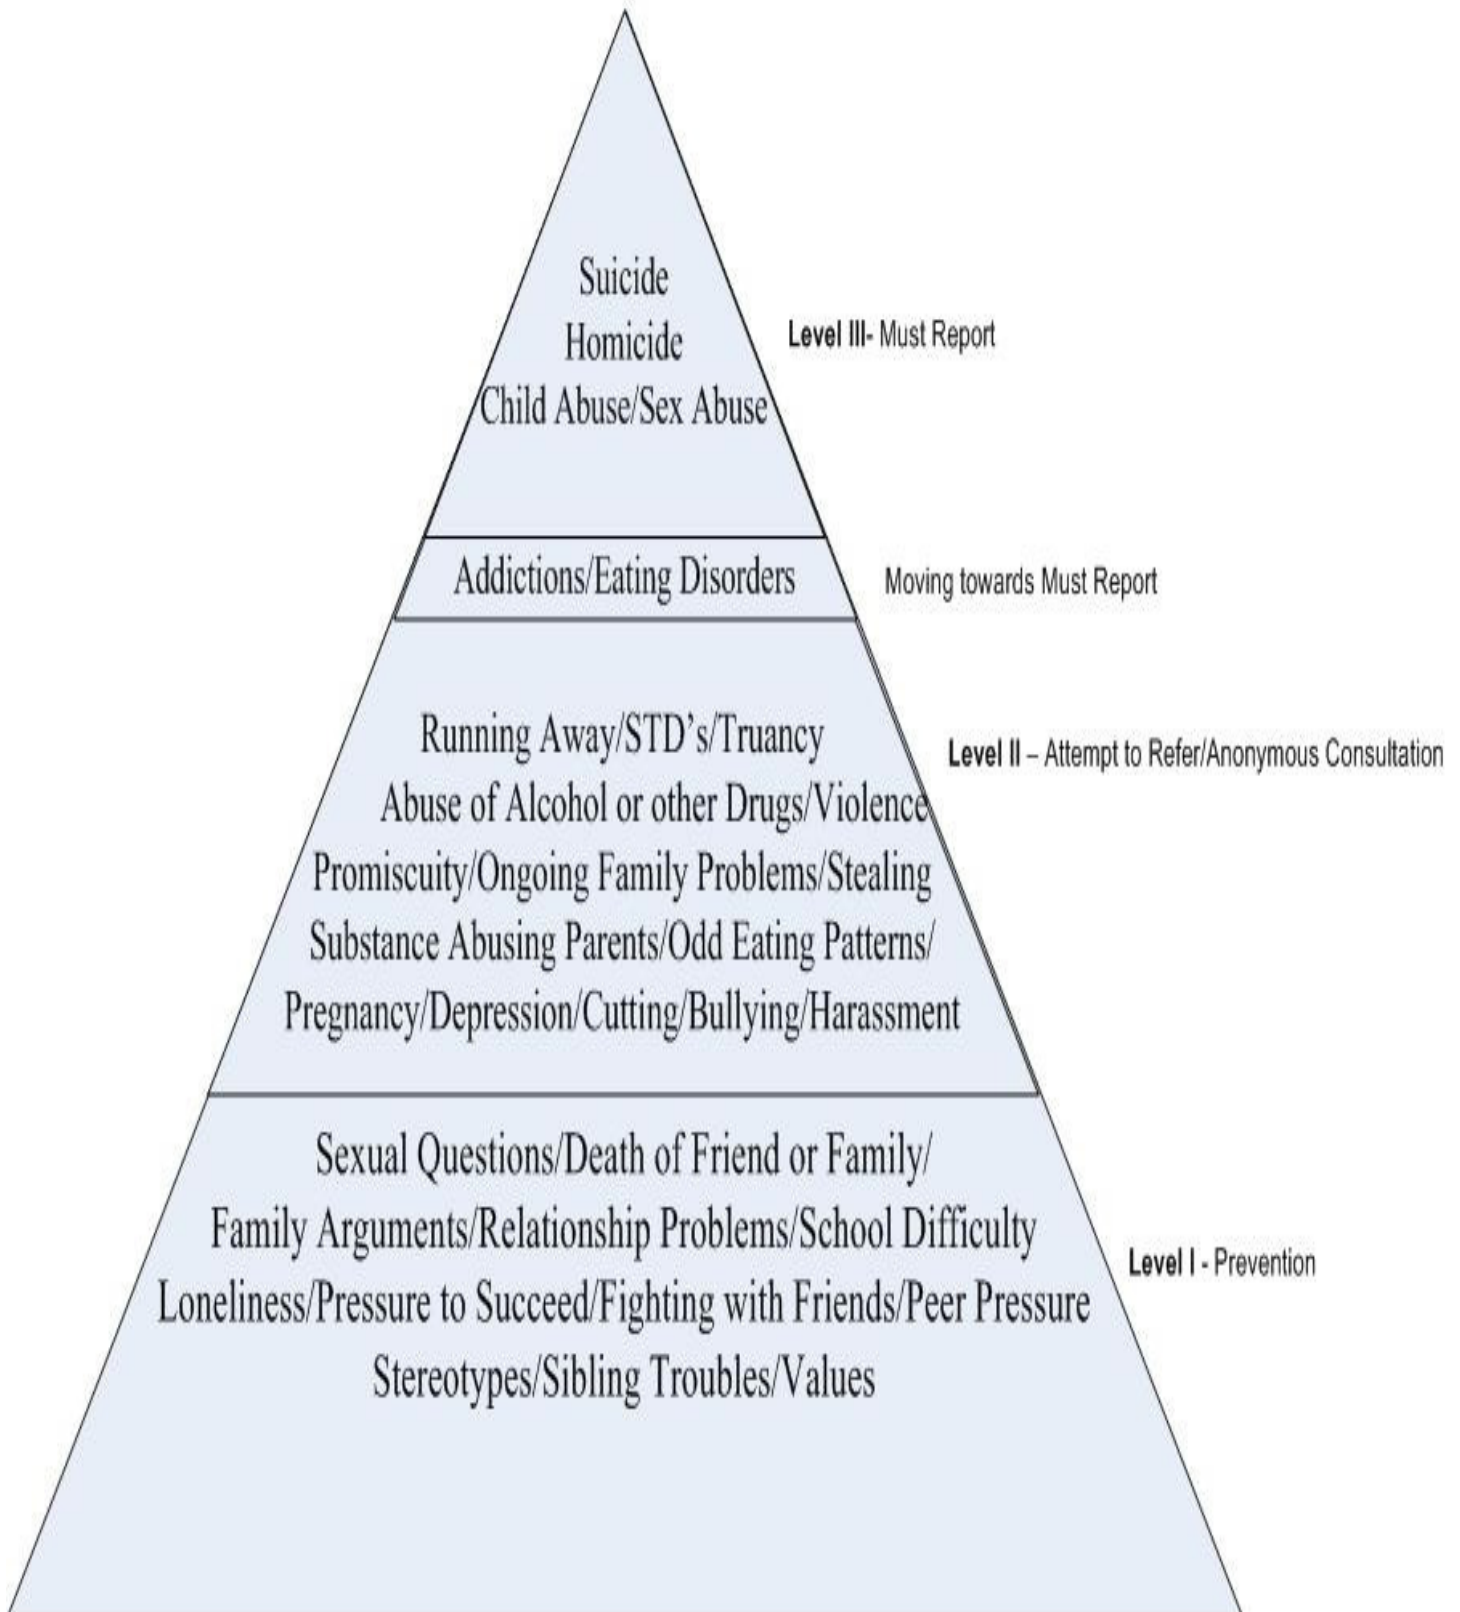 Suicide
Homicide
Level III- Must Report
Child Abuse/Sex Abuse
Addictions/Eating Disorders
Moving towards Must Report
Running Away/STD’s/Truancy
Level II – Attempt to Refer/Anonymous Consultation
Abuse of Alcohol or other Drugs/Violence
Promiscuity/Ongoing Family Problems/Stealing
Substance Abusing Parents/Odd Eating Patterns/
Pregnancy/Depression/Cutting/Bullying/Harassment
Sexual Questions/Death of Friend or Family/
Family Arguments/Relationship Problems/School Difficulty
Level I - Prevention
Loneliness/Pressure to Succeed/Fighting with Friends/Peer Pressure
Stereotypes/Sibling Troubles/Values